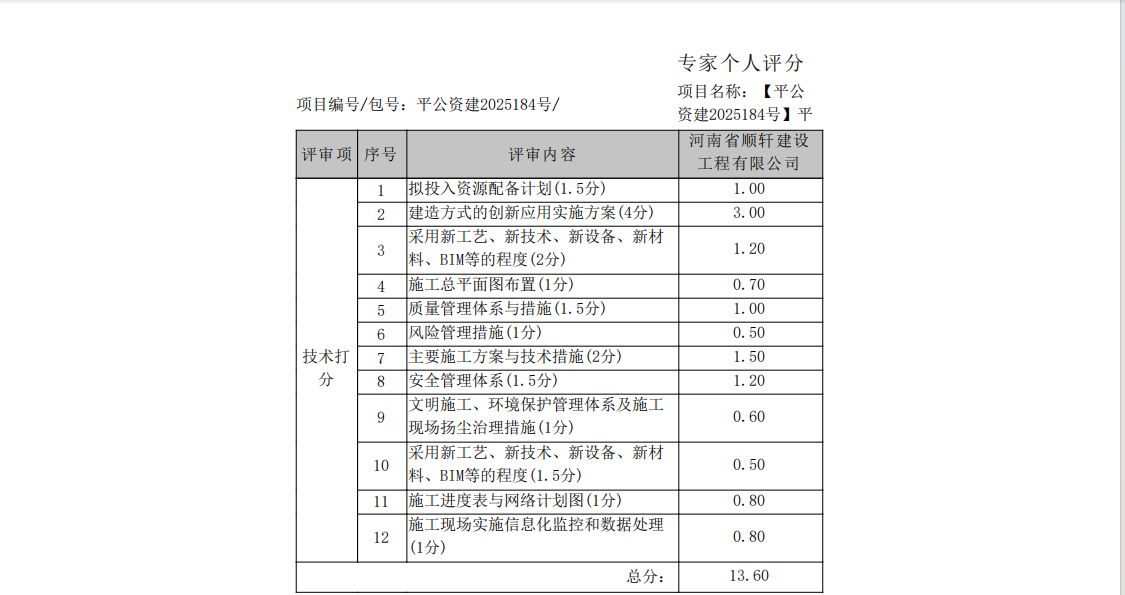 专家个人评分
项目编号/包号：平公资建2025184号/
项目名称：【平公
资建2025184号】平
评审项 序号 评审内容 河南省顺轩建设
工程有限公司
技术打
分
1 拟投入资源配备计划(1.5分) 1.00
2 建造方式的创新应用实施方案(4分) 3.00
3 采用新工艺、新技术、新设备、新材
料、BIM等的程度(2分) 1.20
4 施工总平面图布置(1分) 0.70
5 质量管理体系与措施(1.5分) 1.00
6 风险管理措施(1分) 0.50
7 主要施工方案与技术措施(2分) 1.50
8 安全管理体系(1.5分) 1.20
9 文明施工、环境保护管理体系及施工
现场扬尘治理措施(1分) 0.60
10 采用新工艺、新技术、新设备、新材
料、BIM等的程度(1.5分) 0.50
11 施工进度表与网络计划图(1分) 0.80
12 施工现场实施信息化监控和数据处理
(1分) 0.80
总分： 13.60